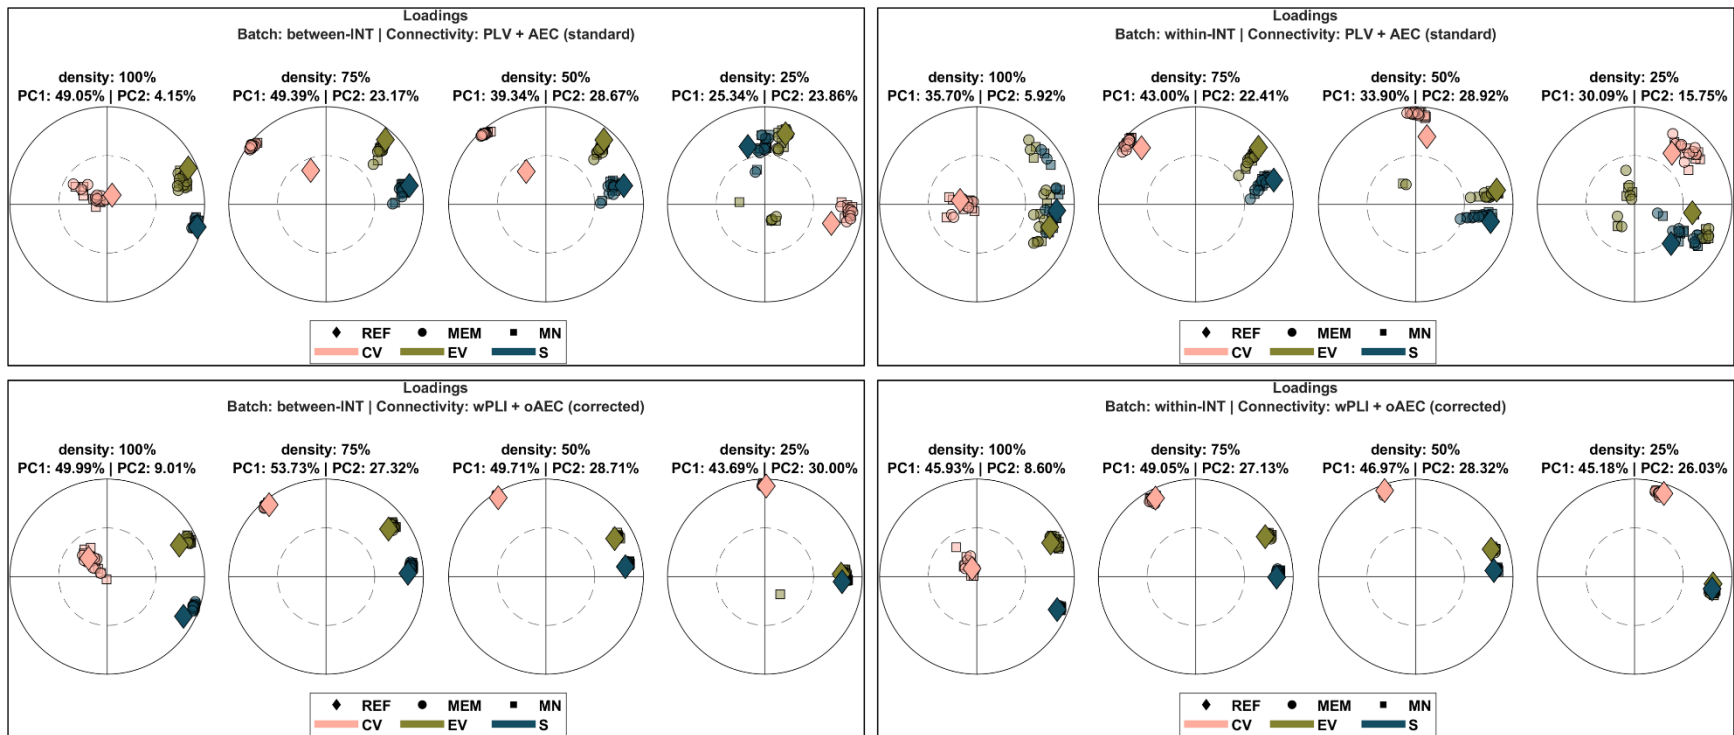 Loadings
Batch: between-INT | Connectivity: PLV + AEC (standard)
density: 100%
PC1: 49.05% | PC2: 4.15%
density: 75%
PC1: 49.39% | PC2: 23.17%
density: 50%
PC1: 39.34% | PC2: 28.67%
density: 25%
PC1: 25.34% | PC2: 23.86%
REF MEM MN
CV EV S
Loadings
Batch: within-INT | Connectivity: PLV + AEC (standard)
density: 100%
PC1: 35.70% | PC2: 5.92%
density: 75%
PC1: 43.00% | PC2: 22.41%
density: 50%
PC1: 33.90% | PC2: 28.92%
density: 25%
PC1: 30.09% | PC2: 15.75%
REF MEM MN
CV EV S
Loadings
Batch: between-INT | Connectivity: wPLI + oAEC (corrected)
density: 100%
PC1: 49.99% | PC2: 9.01%
density: 75%
PC1: 53.73% | PC2: 27.32%
density: 50%
PC1: 49.71% | PC2: 28.71%
density: 25%
PC1: 43.69% | PC2: 30.00%
REF MEM MN
CV EV S
Loadings
Batch: within-INT | Connectivity: wPLI + oAEC (corrected)
density: 100%
PC1: 45.93% | PC2: 8.60%
density: 75%
PC1: 49.05% | PC2: 27.13%
density: 50%
PC1: 46.97% | PC2: 28.32%
density: 25%
PC1: 45.18% | PC2: 26.03%
REF MEM MN
CV EV S